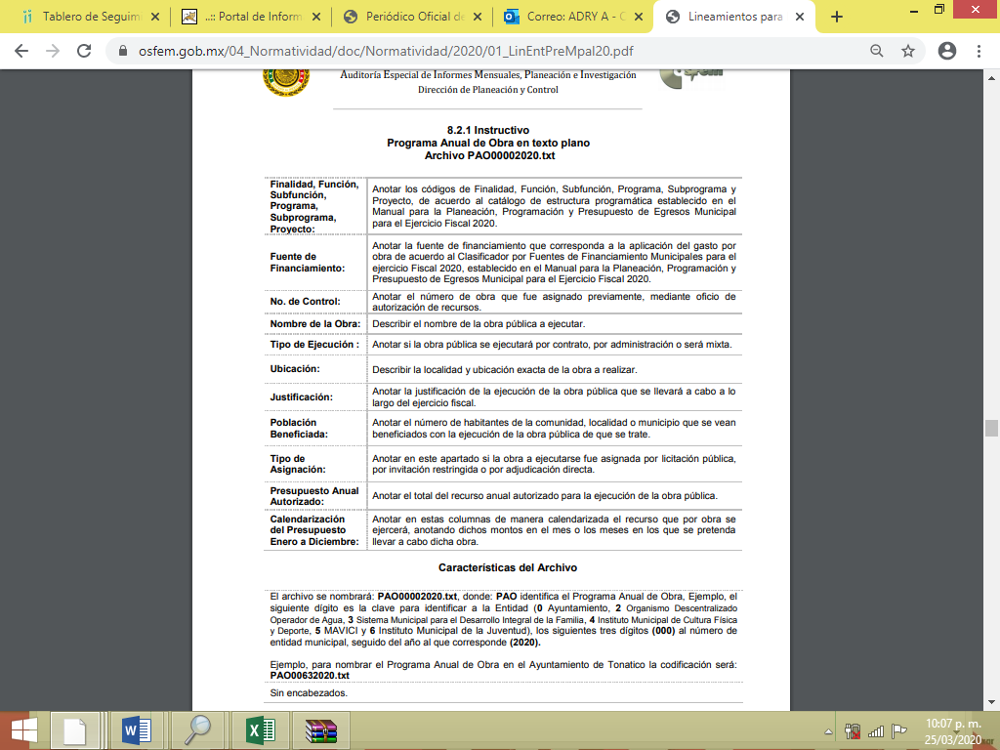 Tablero de Seguim
..:: Portal de Inform
Periódico Oficial de
Correo: ADRY A - O
Lineamientos para
osfem.gob.mx/04_Normatividad/doc/Normatividad/2020/01_LinEntPreMpal20.pdf
Auditoría Especial de Informes Mensuales, Planeación e Investigación
Dirección de Planeación y Control
8.2.1 Instructivo
Programa Anual de Obra en texto plano
Archivo PAO00002020.txt
Finalidad, Función,
Subfunción,
Programa,
Subprograma,
Proyecto:
Anotar los códigos de Finalidad, Función, Subfunción, Programa, Subprograma y
Proyecto, de acuerdo al catálogo de estructura programática establecido en el
Manual para la Planeación, Programación y Presupuesto de Egresos Municipal
para el Ejercicio Fiscal 2020.
Fuente de
Financiamiento:
Anotar la fuente de financiamiento que corresponda a la aplicación del gasto por
obra de acuerdo al Clasificador por Fuentes de Financiamiento Municipales para el
ejercicio Fiscal 2020, establecido en el Manual para la Planeación, Programación y
Presupuesto de Egresos Municipal para el Ejercicio Fiscal 2020.
No. de Control:
Anotar el número de obra que fue asignado previamente, mediante oficio de
autorización de recursos.
Nombre de la Obra:
Describir el nombre de la obra pública a ejecutar.
Tipo de Ejecución :
Anotar si la obra pública se ejecutará por contrato, por administración o será mixta.
Ubicación:
Describir la localidad y ubicación exacta de la obra a realizar.
Justificación:
Anotar la justificación de la ejecución de la obra pública que se llevará a cabo a lo
largo del ejercicio fiscal.
Población
Beneficiada:
Anotar el número de habitantes de la comunidad, localidad o municipio que se vean
beneficiados con la ejecución de la obra pública de que se trate.
Tipo de
Asignación:
Anotar en este apartado si la obra a ejecutarse fue asignada por licitación pública,
por invitación restringida o por adjudicación directa.
Presupuesto Anual
Autorizado:
Anotar el total del recurso anual autorizado para la ejecución de la obra pública.
Calendarización
del Presupuesto
Enero a Diciembre:
Anotar en estas columnas de manera calendarizada el recurso que por obra se
ejercerá, anotando dichos montos en el mes o los meses en los que se pretenda
llevar a cabo dicha obra.
Características del Archivo
El archivo se nombrará: PAO00002020.txt, donde: PAO identifica el Programa Anual de Obra, Ejemplo, el
siguiente dígito es la clave para identificar a la Entidad (0 Ayuntamiento, 2 Organismo Descentralizado
Operador de Agua, 3 Sistema Municipal para el Desarrollo Integral de la Familia, 4 Instituto Municipal de Cultura Física
y Deporte, 5 MAVICI y 6 Instituto Municipal de la Juventud), los siguientes tres dígitos (000) al número de
entidad municipal, seguido del año al que corresponde (2020).
Ejemplo, para nombrar el Programa Anual de Obra en el Ayuntamiento de Tonatico la codificación será:
PAO00632020.txt
Sin encabezados.
10:07 p. m.
25/03/2020